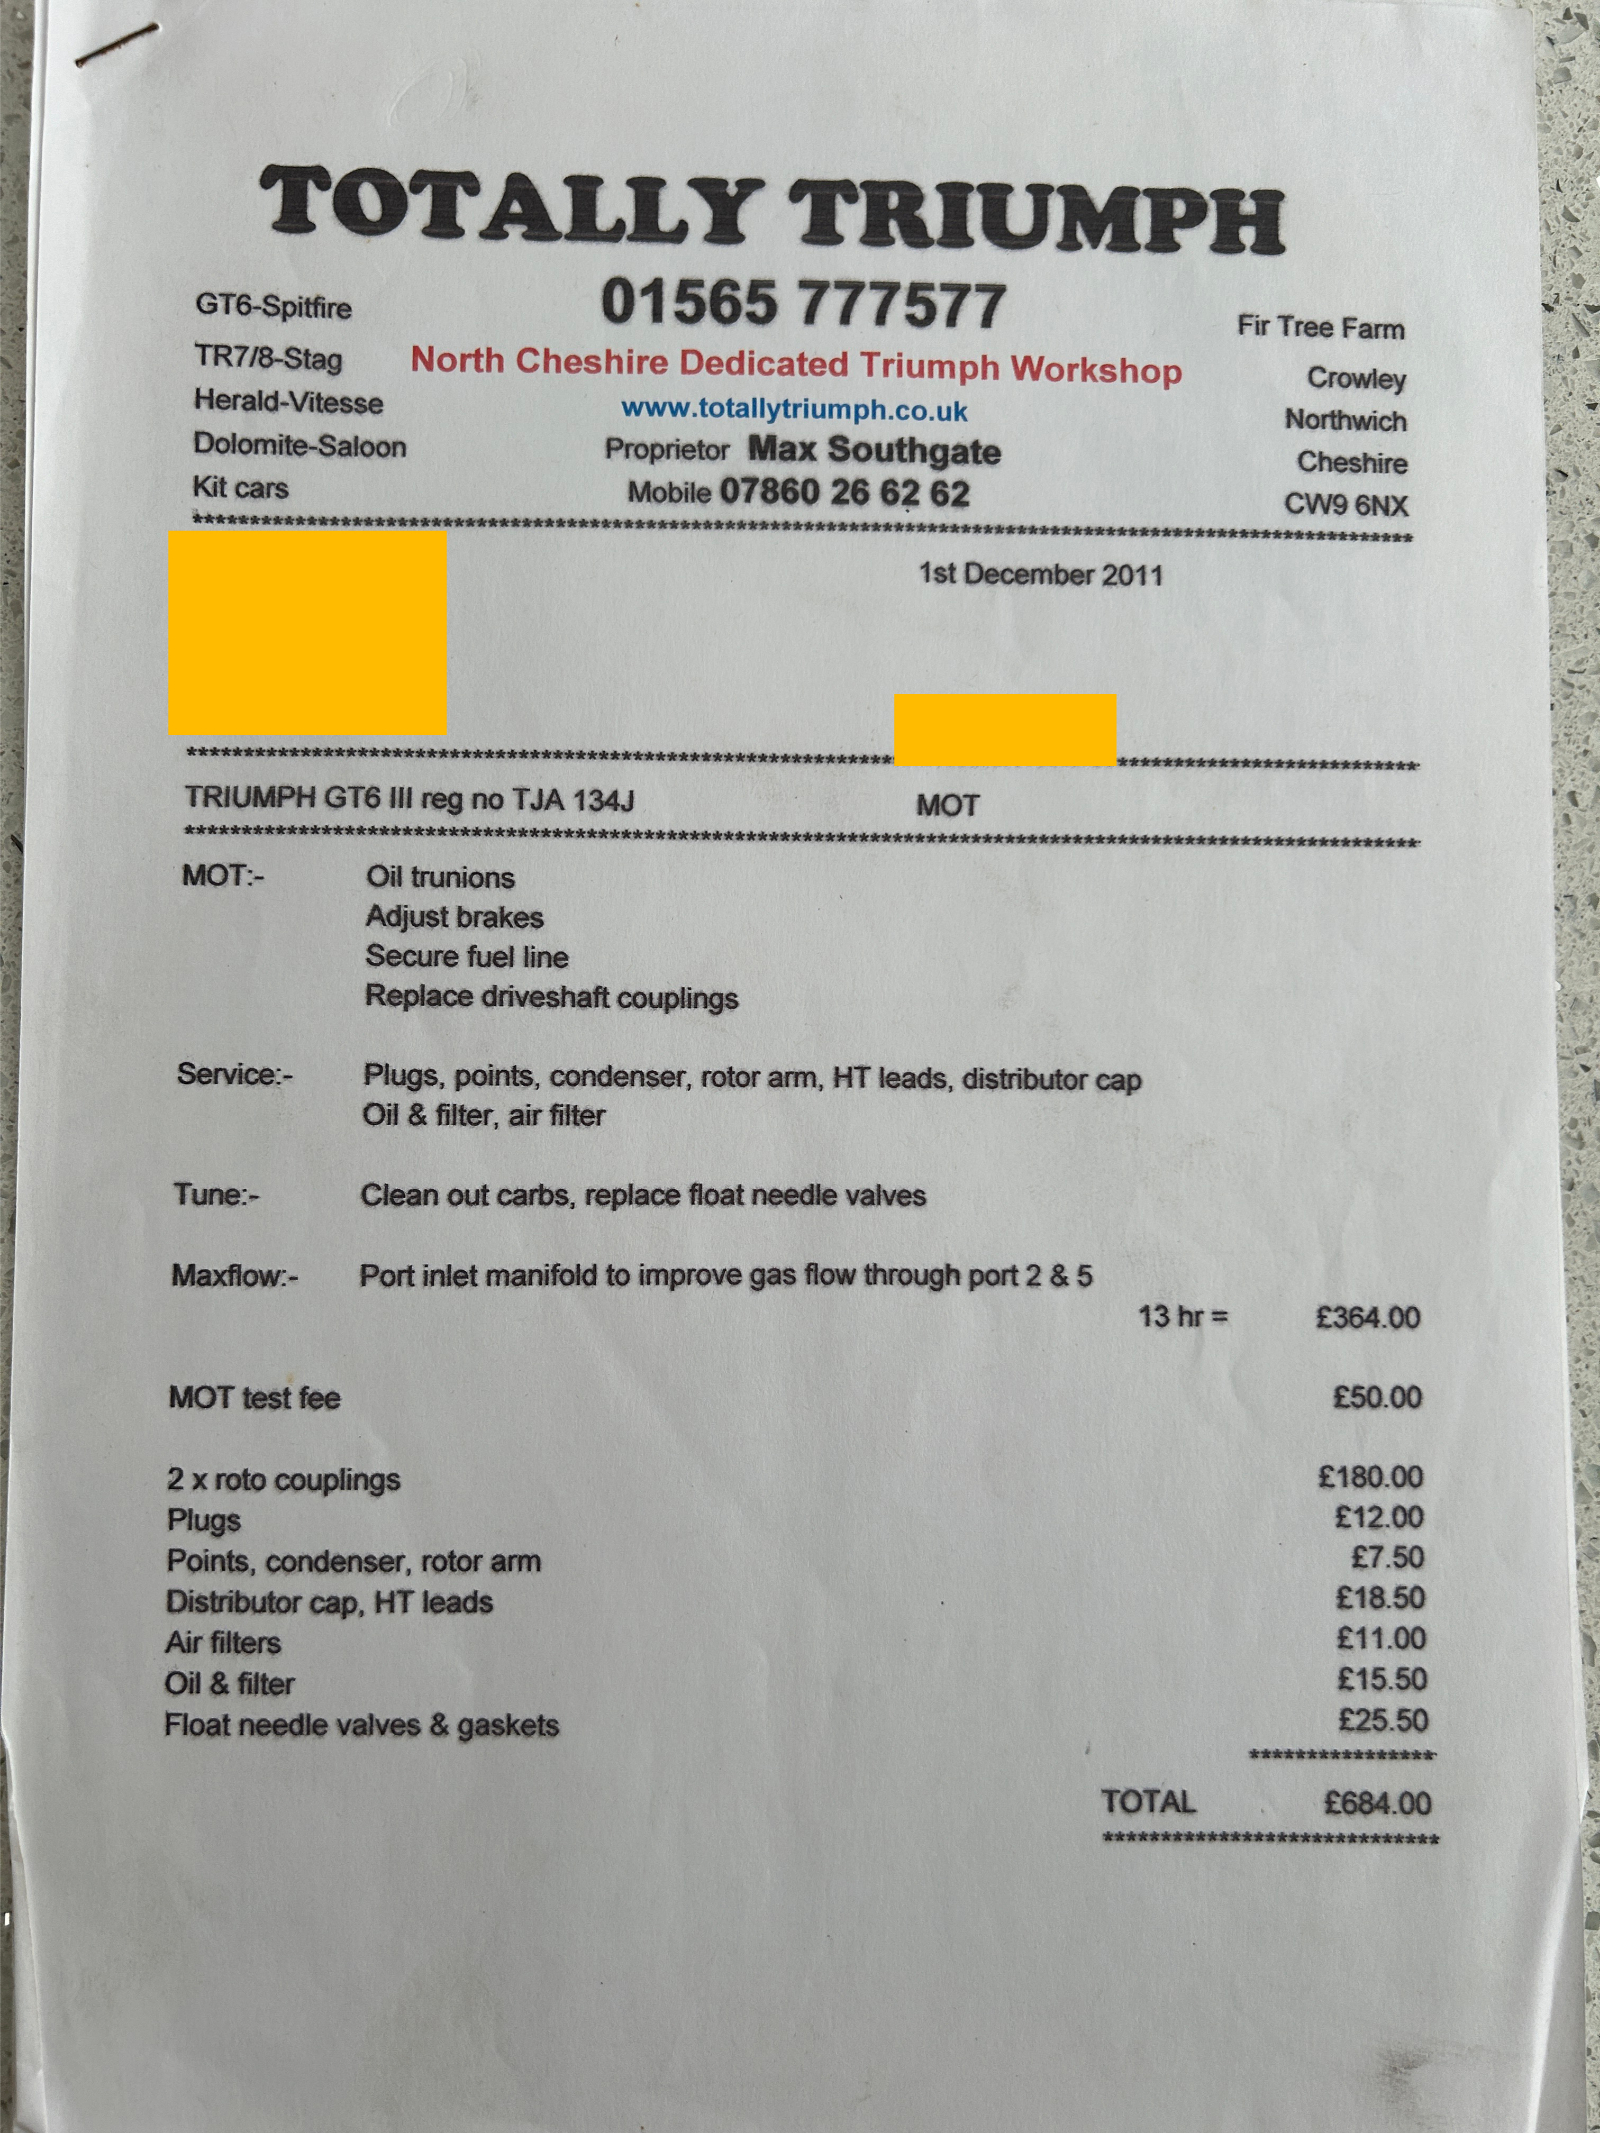 TOTALLY TRIUMPH
01565 777577
GT6-Spitfire
Fir Tree Farm
TR7/8-Stag
North Cheshire Dedicated Triumph Workshop
Crowley
Herald-Vitesse
www.totallytriumph.co.uk
Northwich
Dolomite-Saloon
Proprietor Max Southgate
Cheshire
Kit cars
Mobile 07860 26 62 62
CW9 6NX
1st December 2011
TRIUMPH GT6 III reg no TJA 134J MOT
MOT:- Oil trunions
Adjust brakes
Secure fuel line
Replace driveshaft couplings
Service:- Plugs, points, condenser, rotor arm, HT leads, distributor cap
Oil & filter, air filter
Tune:- Clean out carbs, replace float needle valves
Maxflow:- Port inlet manifold to improve gas flow through port 2 & 5
13 hr = £364.00
MOT test fee £50.00
2 x roto couplings £180.00
Plugs £12.00
Points, condenser, rotor arm £7.50
Distributor cap, HT leads £18.50
Air filters £11.00
Oil & filter £15.50
Float needle valves & gaskets £25.50
TOTAL £684.00